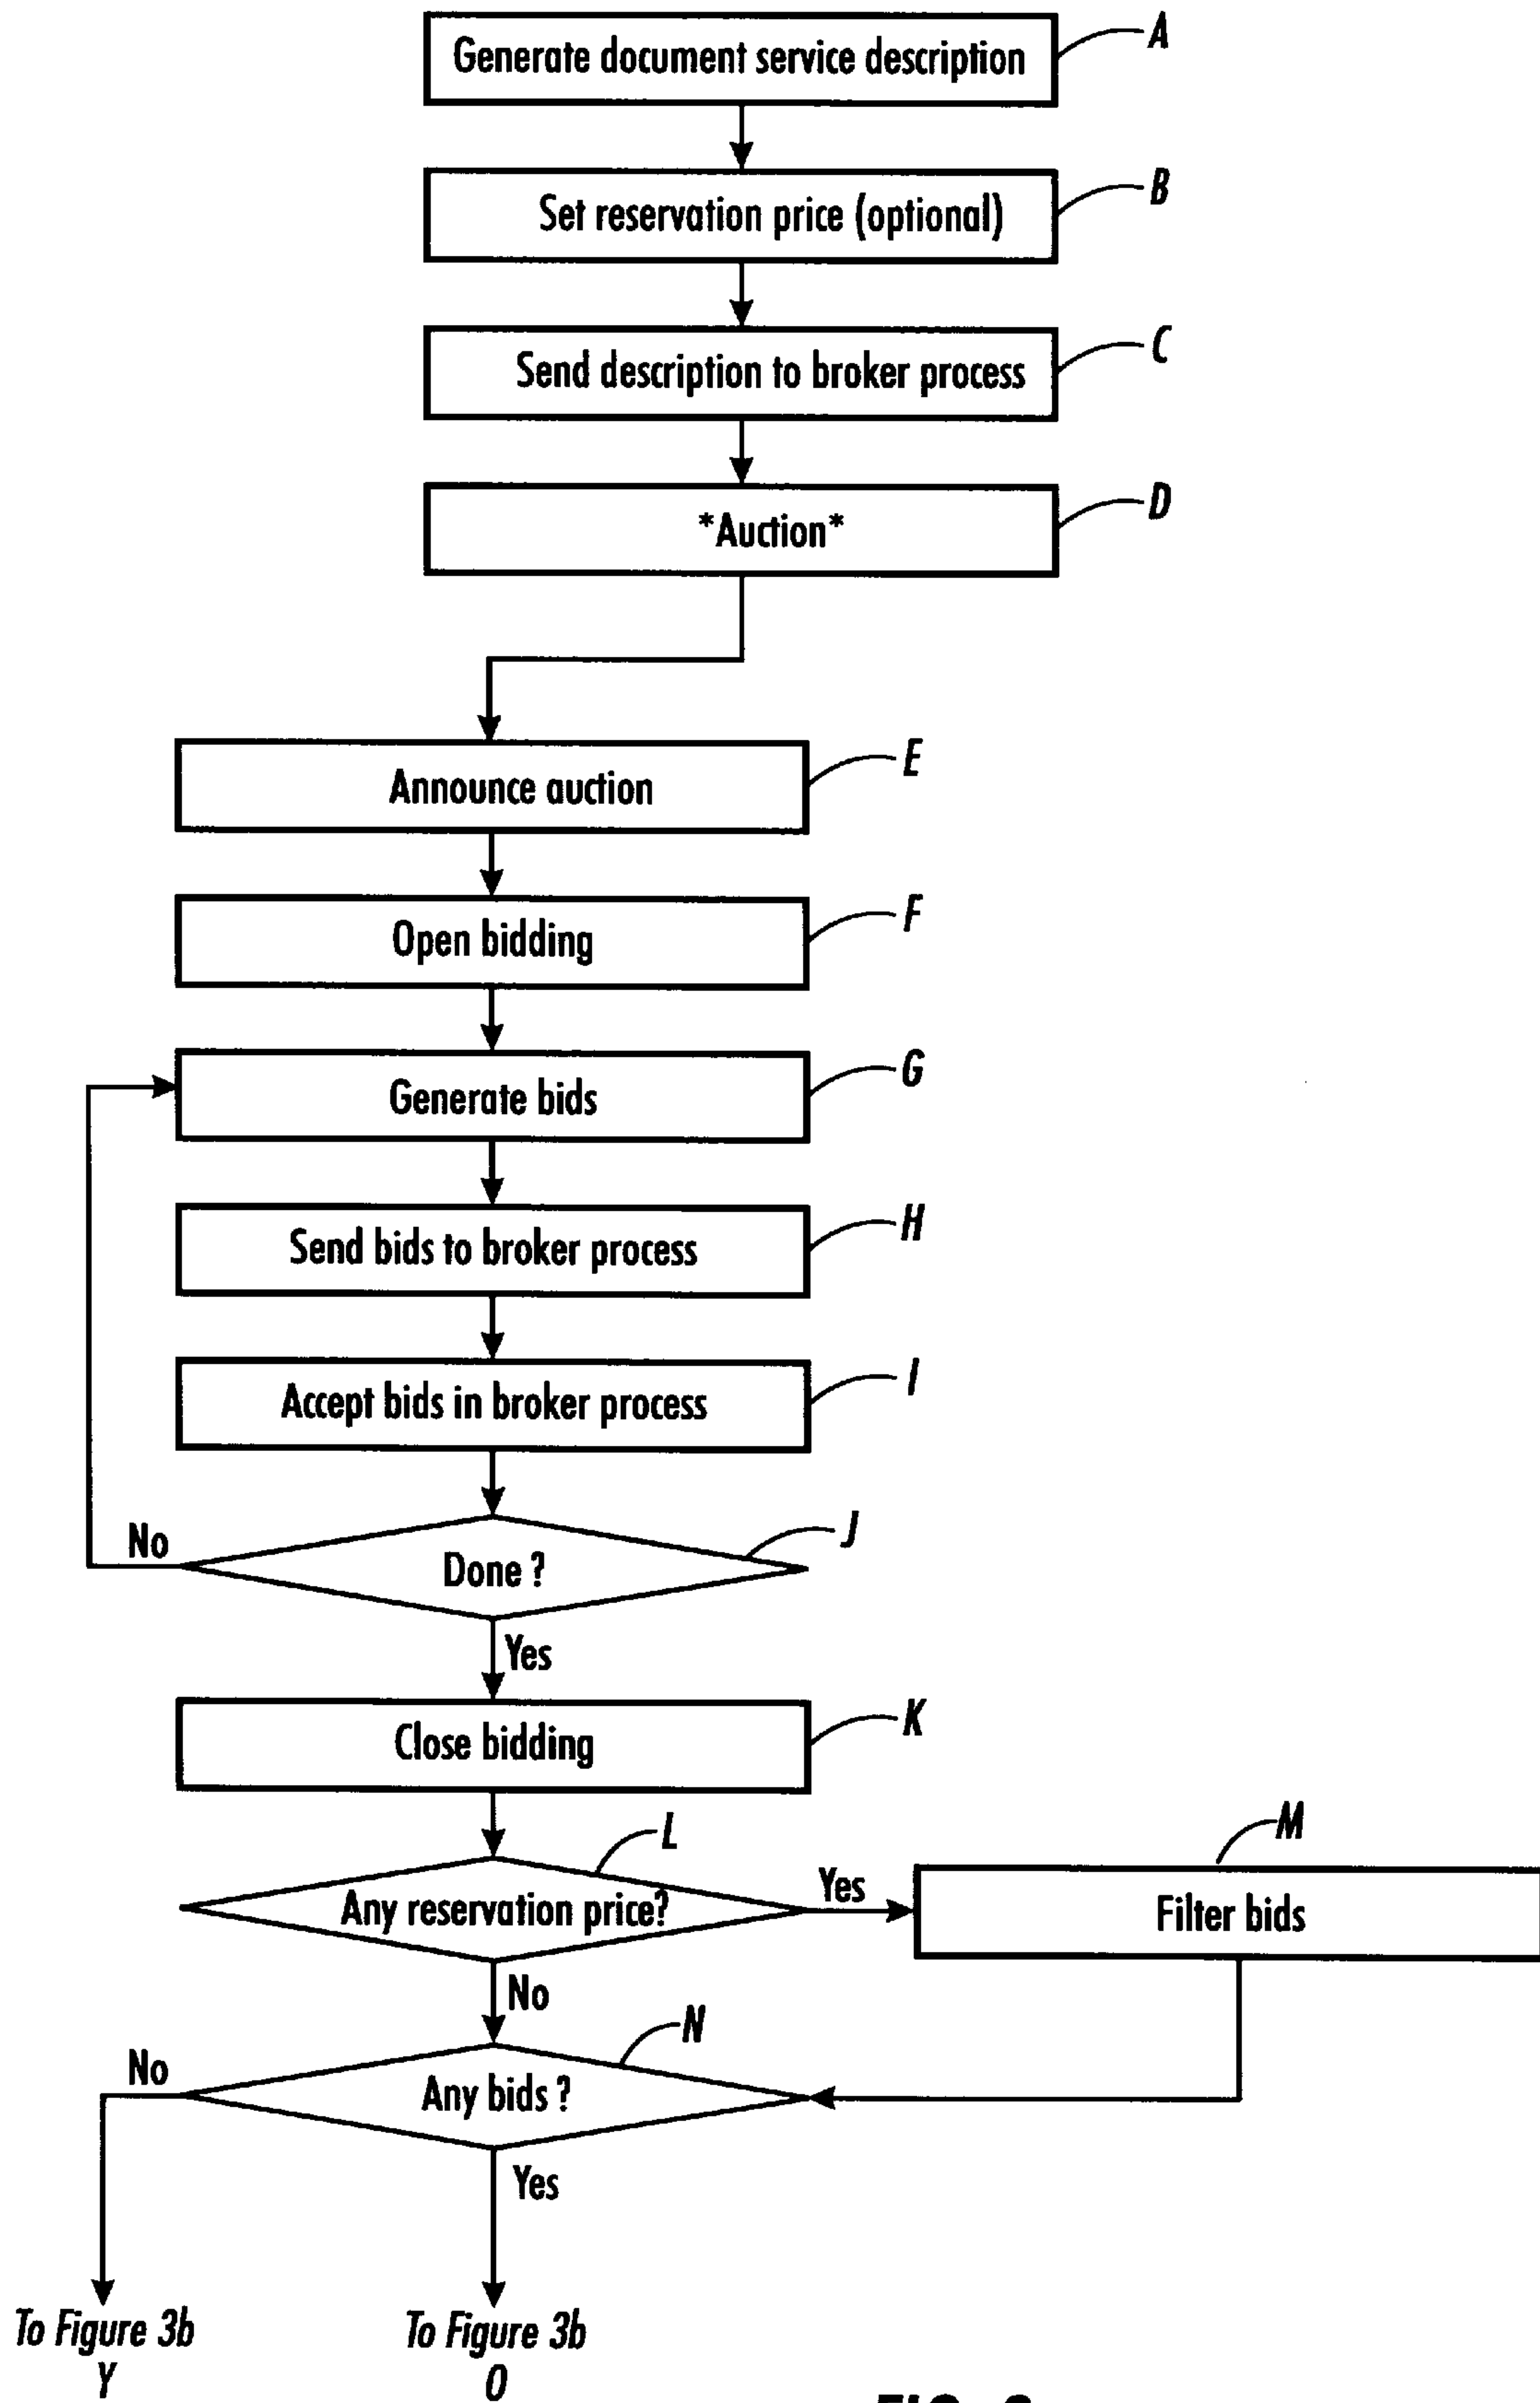 Generate document service description
A
Set reservation price (optional)
B
Send description to broker process
C
*Auction*
D
Announce auction
E
Open bidding
F
Generate bids
G
Send bids to broker process
H
Accept bids in broker process
I
Done ?
J
No
Yes
Close bidding
K
Any reservation price?
L
Yes
Filter bids
M
No
Any bids ?
N
No
Yes
To Figure 3b
Y
To Figure 3b
O